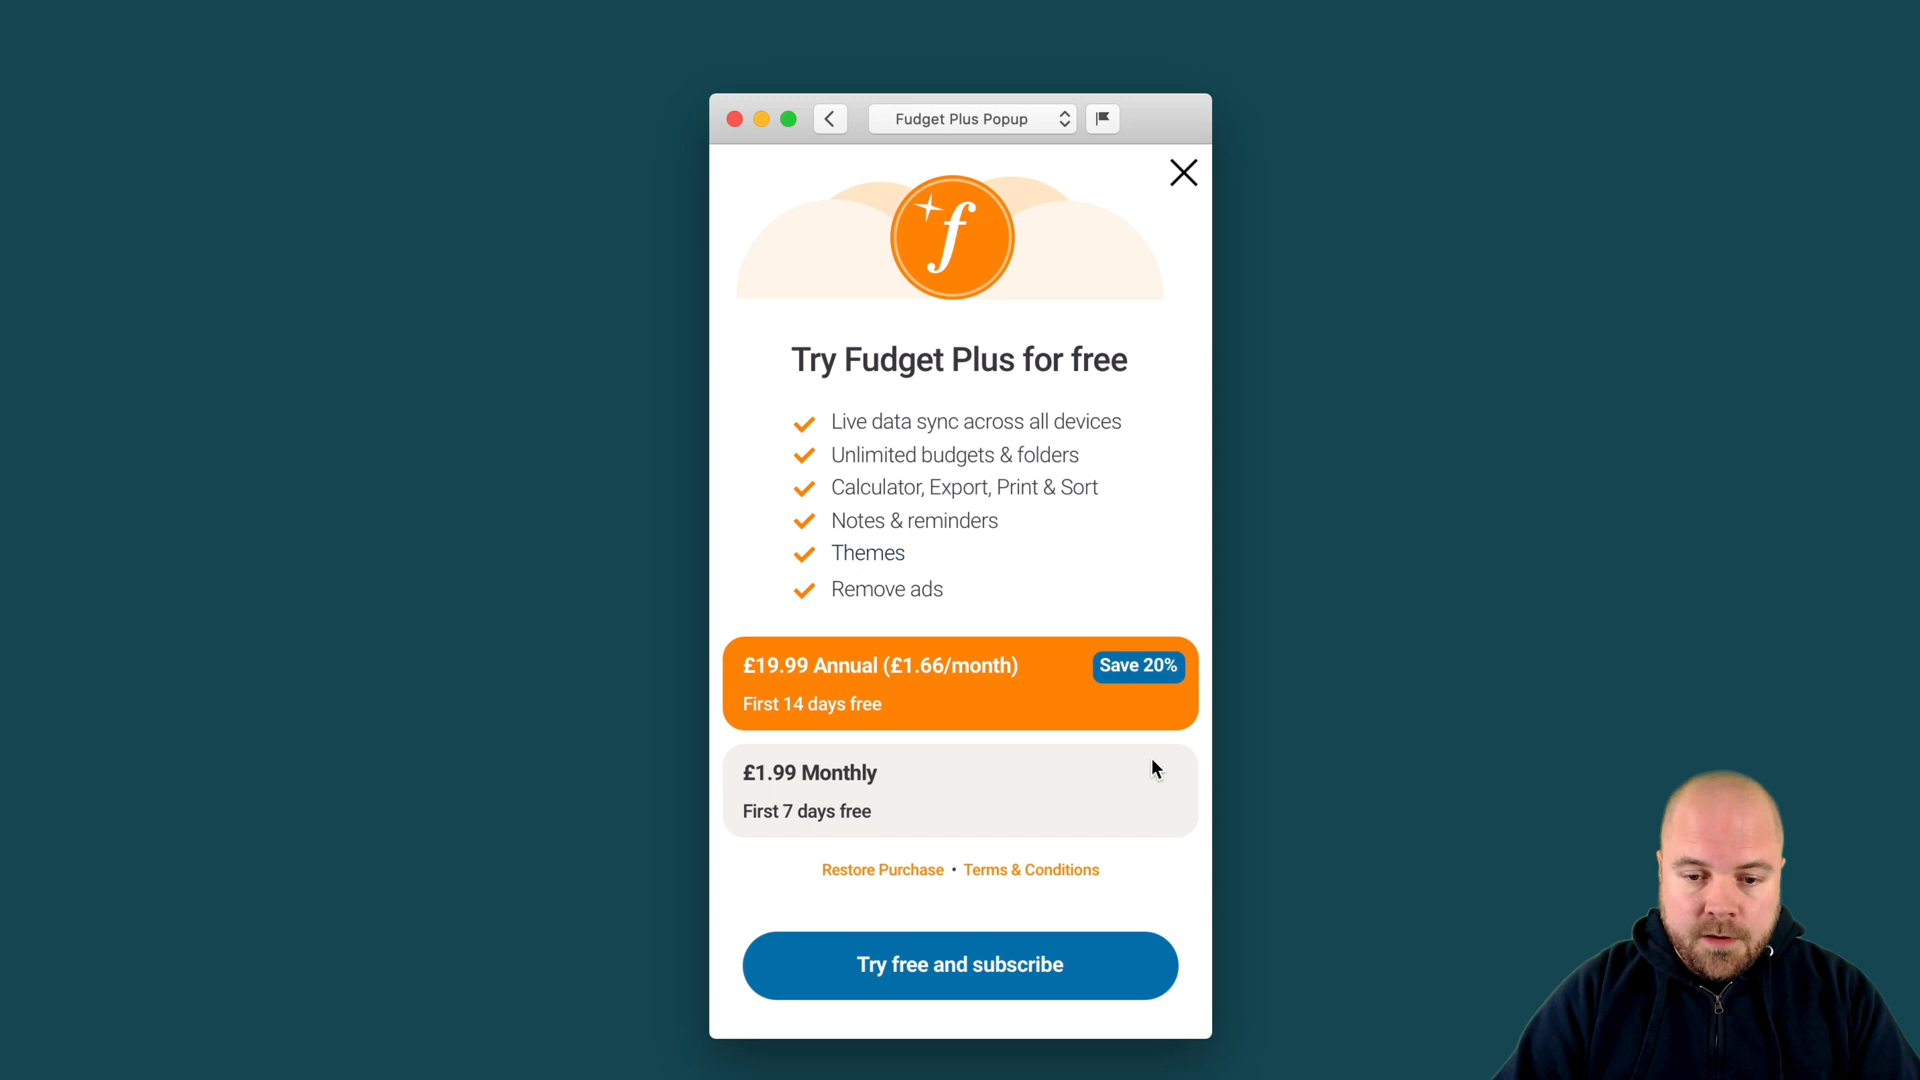 Fudget Plus Popup
f
Try Fudget Plus for free
Live data sync across all devices
Unlimited budgets & folders
Calculator, Export, Print & Sort
Notes & reminders
Themes
Remove ads
£19.99 Annual (£1.66/month)
Save 20%
First 14 days free
£1.99 Monthly
First 7 days free
Restore Purchase • Terms & Conditions
Try free and subscribe